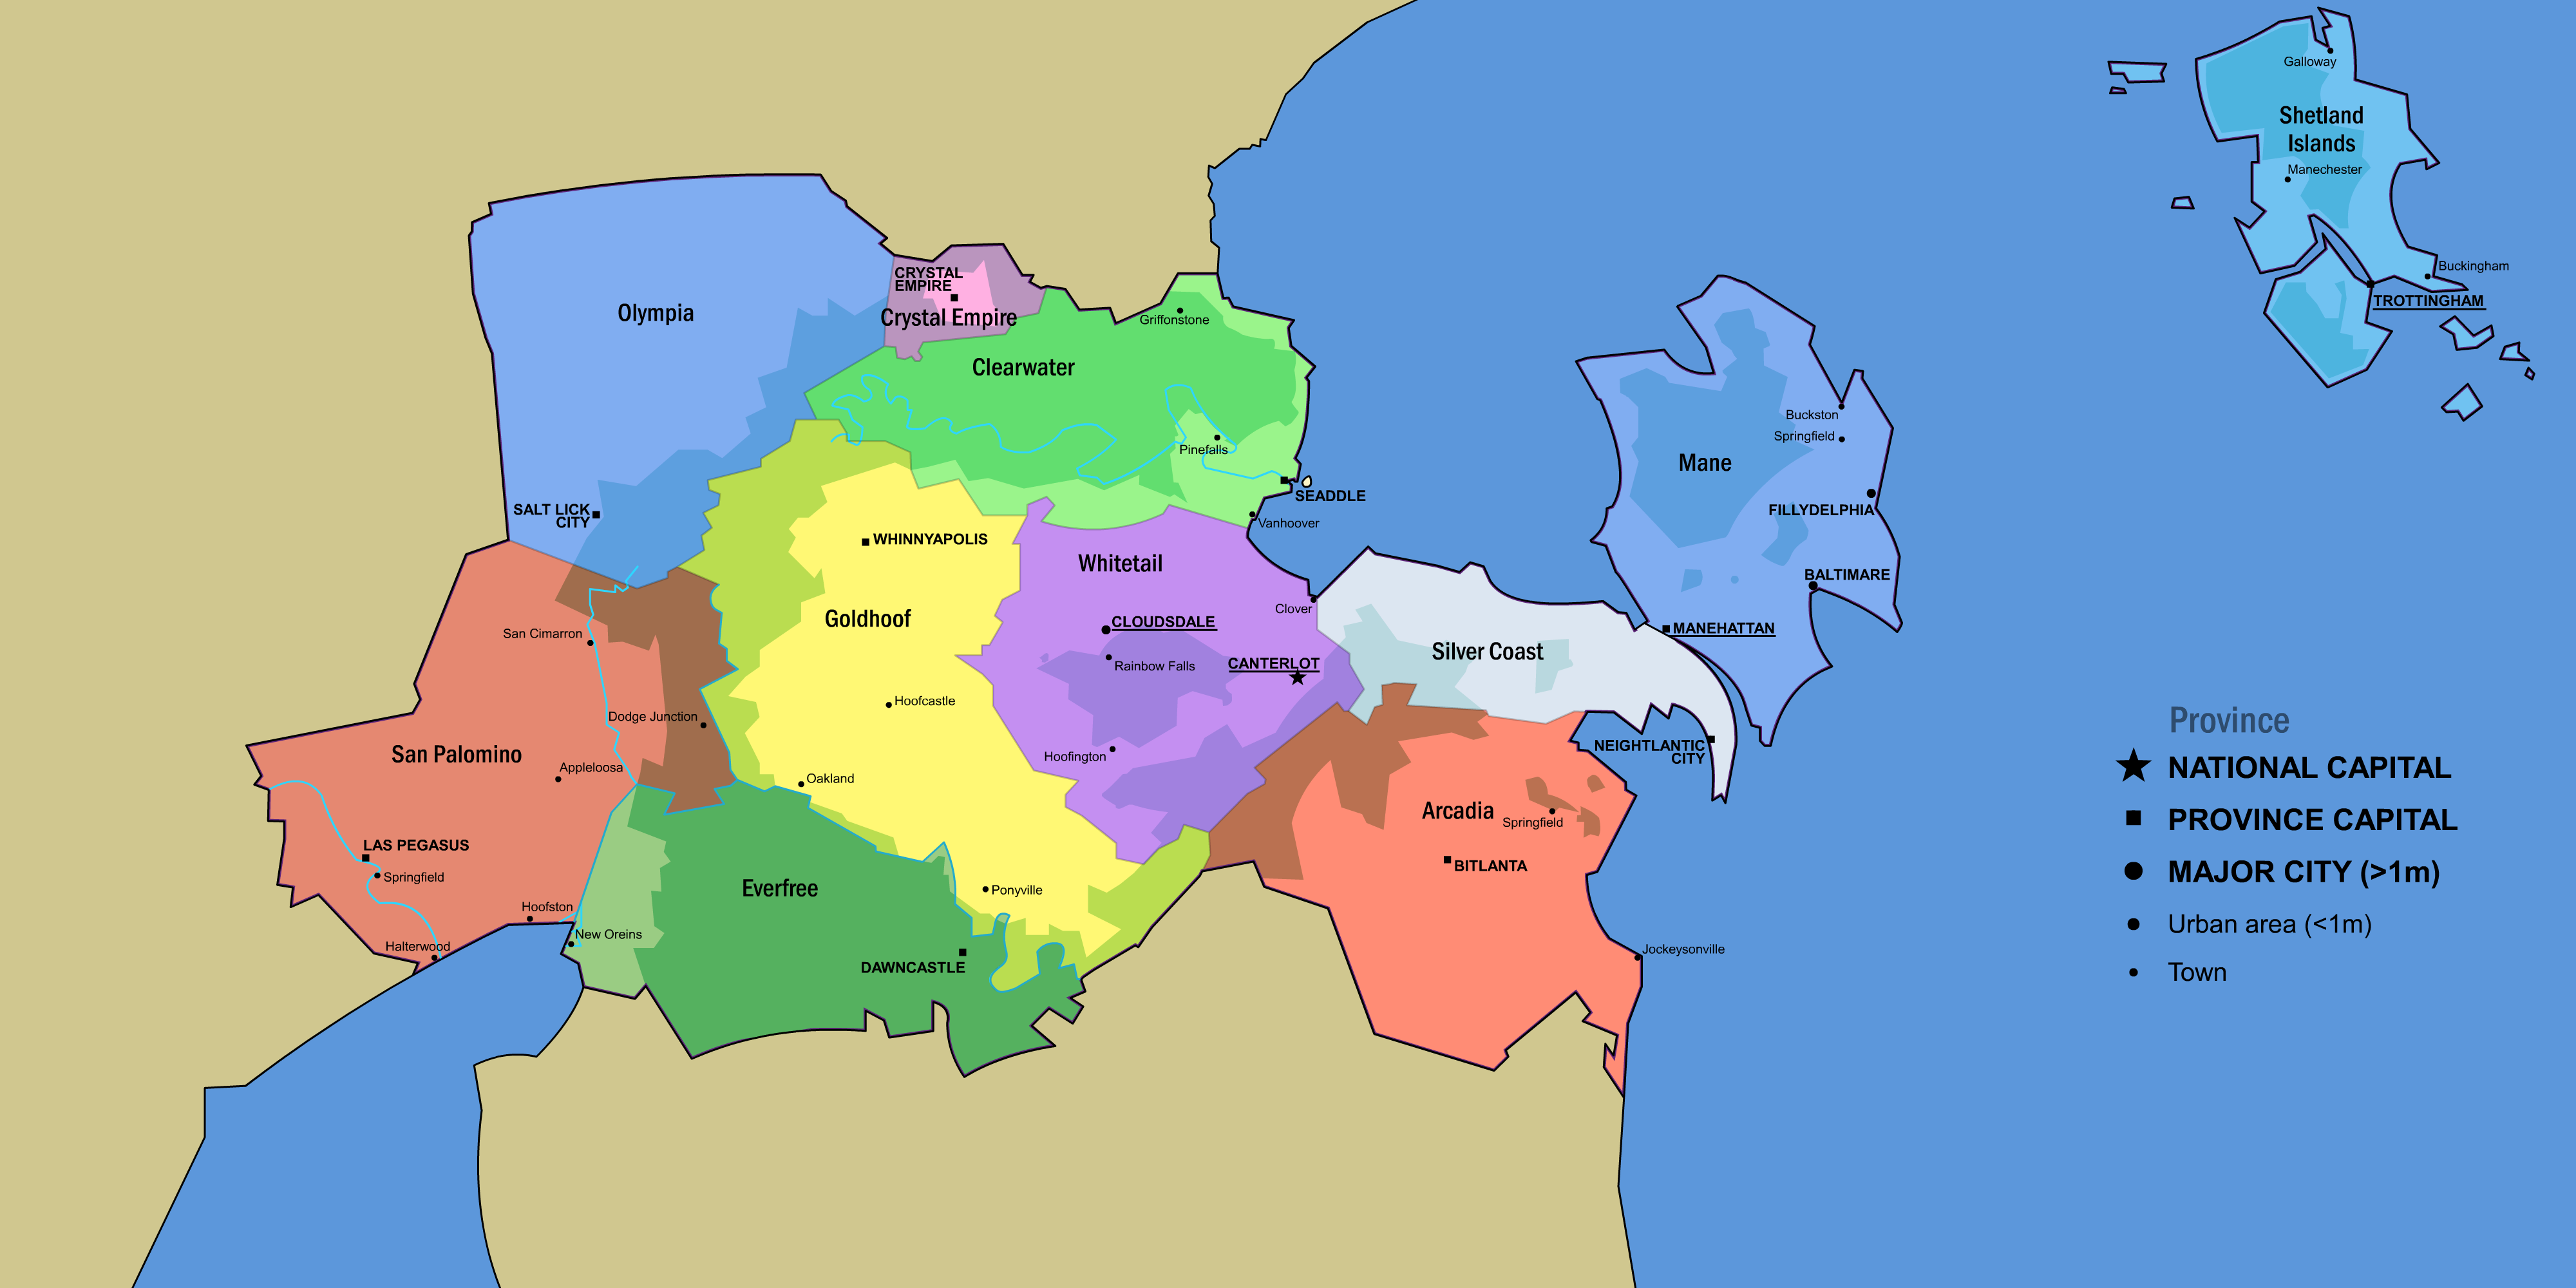 Galloway
Shetland
Islands
Manechester
Buckingham
TROTTINGHAM
Olympia
CRYSTAL
EMPIRE
Crystal Empire
Griffonstone
Clearwater
Pinefalls
SEADDLE
Vanhoover
SALT LICK
CITY
WHINNYAPOLIS
Whitetail
Goldhoof
Clover
CLOUDSDALE
Rainbow Falls
CANTERLOT
Hoofington
Hoofcastle
Oakland
Ponyville
Buckston
Springfield
Mane
FILLYDELPHIA
BALTIMARE
MANEHATTAN
Silver Coast
NEIGHTLANTIC
CITY
San Cimarron
Dodge Junction
San Palomino
Appleloosa
LAS PEGASUS
Springfield
Hoofston
Halterwood
New Oreins
Everfree
DAWNCASTLE
Arcadia
Springfield
BITLANTA
Jockeysonville
Province
NATIONAL CAPITAL
PROVINCE CAPITAL
MAJOR CITY (>1m)
Urban area (<1m)
Town